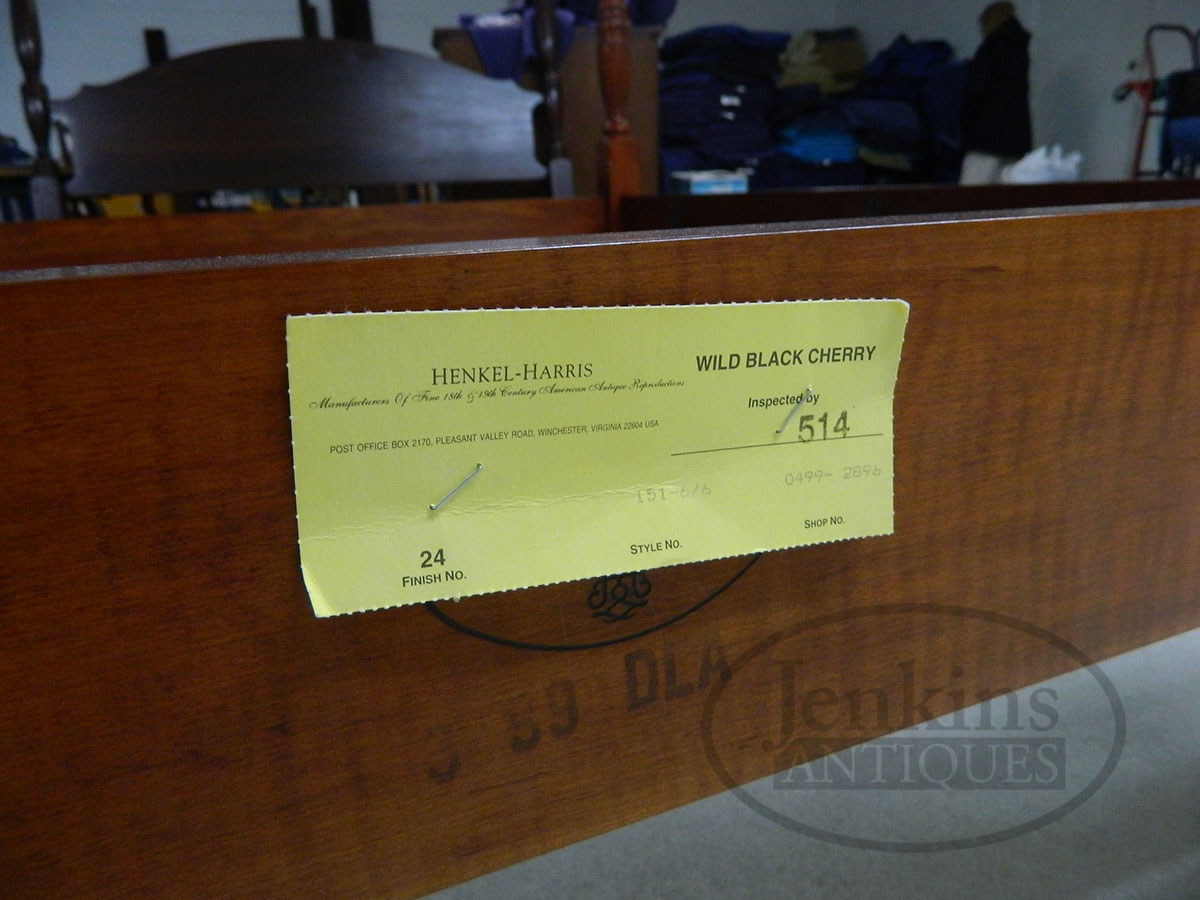 HENKEL-HARRIS
Manufacturers Of Fine 18th & 19th Century American Antique Reproductions
POST OFFICE BOX 2170, PLEASANT VALLEY ROAD, WINCHESTER, VIRGINIA 22604 USA
WILD BLACK CHERRY
Inspected by
514
151-6/6
0499- 2896
24
FINISH NO.
STYLE NO.
SHOP NO.
3 59 DLA
Jenkins
ANTIQUES